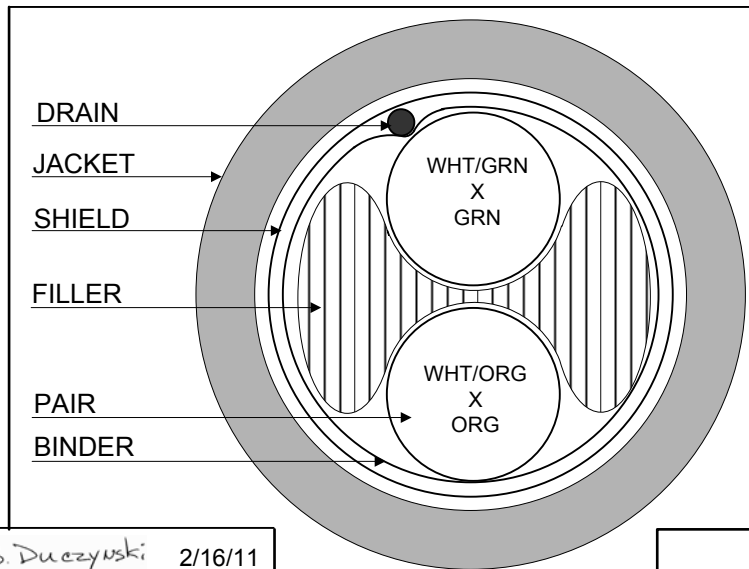 DRAIN
JACKET
SHIELD
FILLER
PAIR
BINDER
WHT/GRN
X
GRN
WHT/ORG
X
ORG
Duczynski 2/16/11